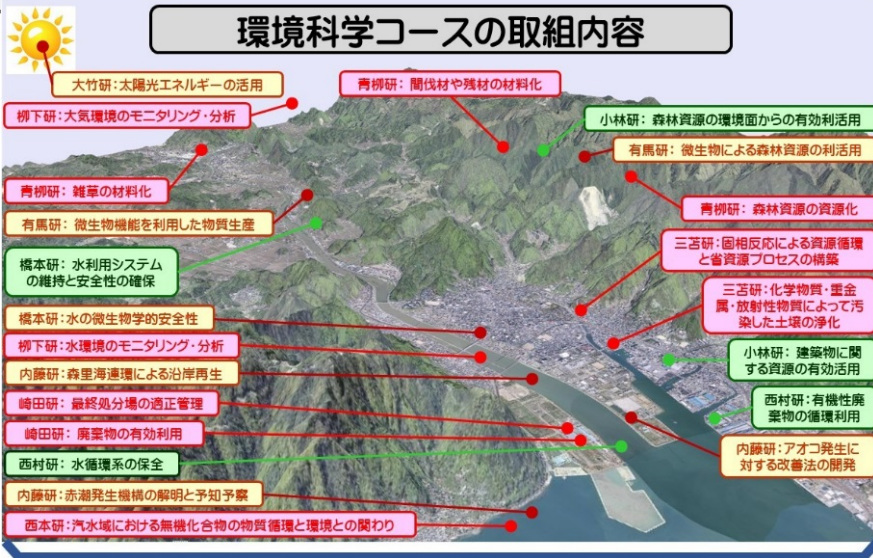 環境科学コースの取組内容
大竹研:太陽光エネルギーの活用
青柳研: 間伐材や残材の材料化
柳下研:大気環境のモニタリング・分析
小林研: 森林資源の環境面からの有効利活用
有馬研: 微生物による森林資源の利活用
青柳研: 雑草の材料化
青柳研: 森林資源の資源化
有馬研: 微生物機能を利用した物質生産
三苫研:固相反応による資源循環
と省資源プロセスの構築
橋本研: 水利用システム
の維持と安全性の確保
三苫研:化学物質・重金
属・放射性物質によって汚
染した土壌の浄化
橋本研:水の微生物学的安全性
柳下研:水環境のモニタリング・分析
小林研: 建築物に関
する資源の有効活用
内藤研:森里海連環による沿岸再生
崎田研: 最終処分場の適正管理
西村研:有機性廃
棄物の循環利用
崎田研: 廃棄物の有効利用
内藤研:アオコ発生に
対する改善法の開発
西村研: 水循環系の保全
内藤研:赤潮発生機構の解明と予知予察
西本研:汽水域における無機化合物の物質循環と環境との関わり